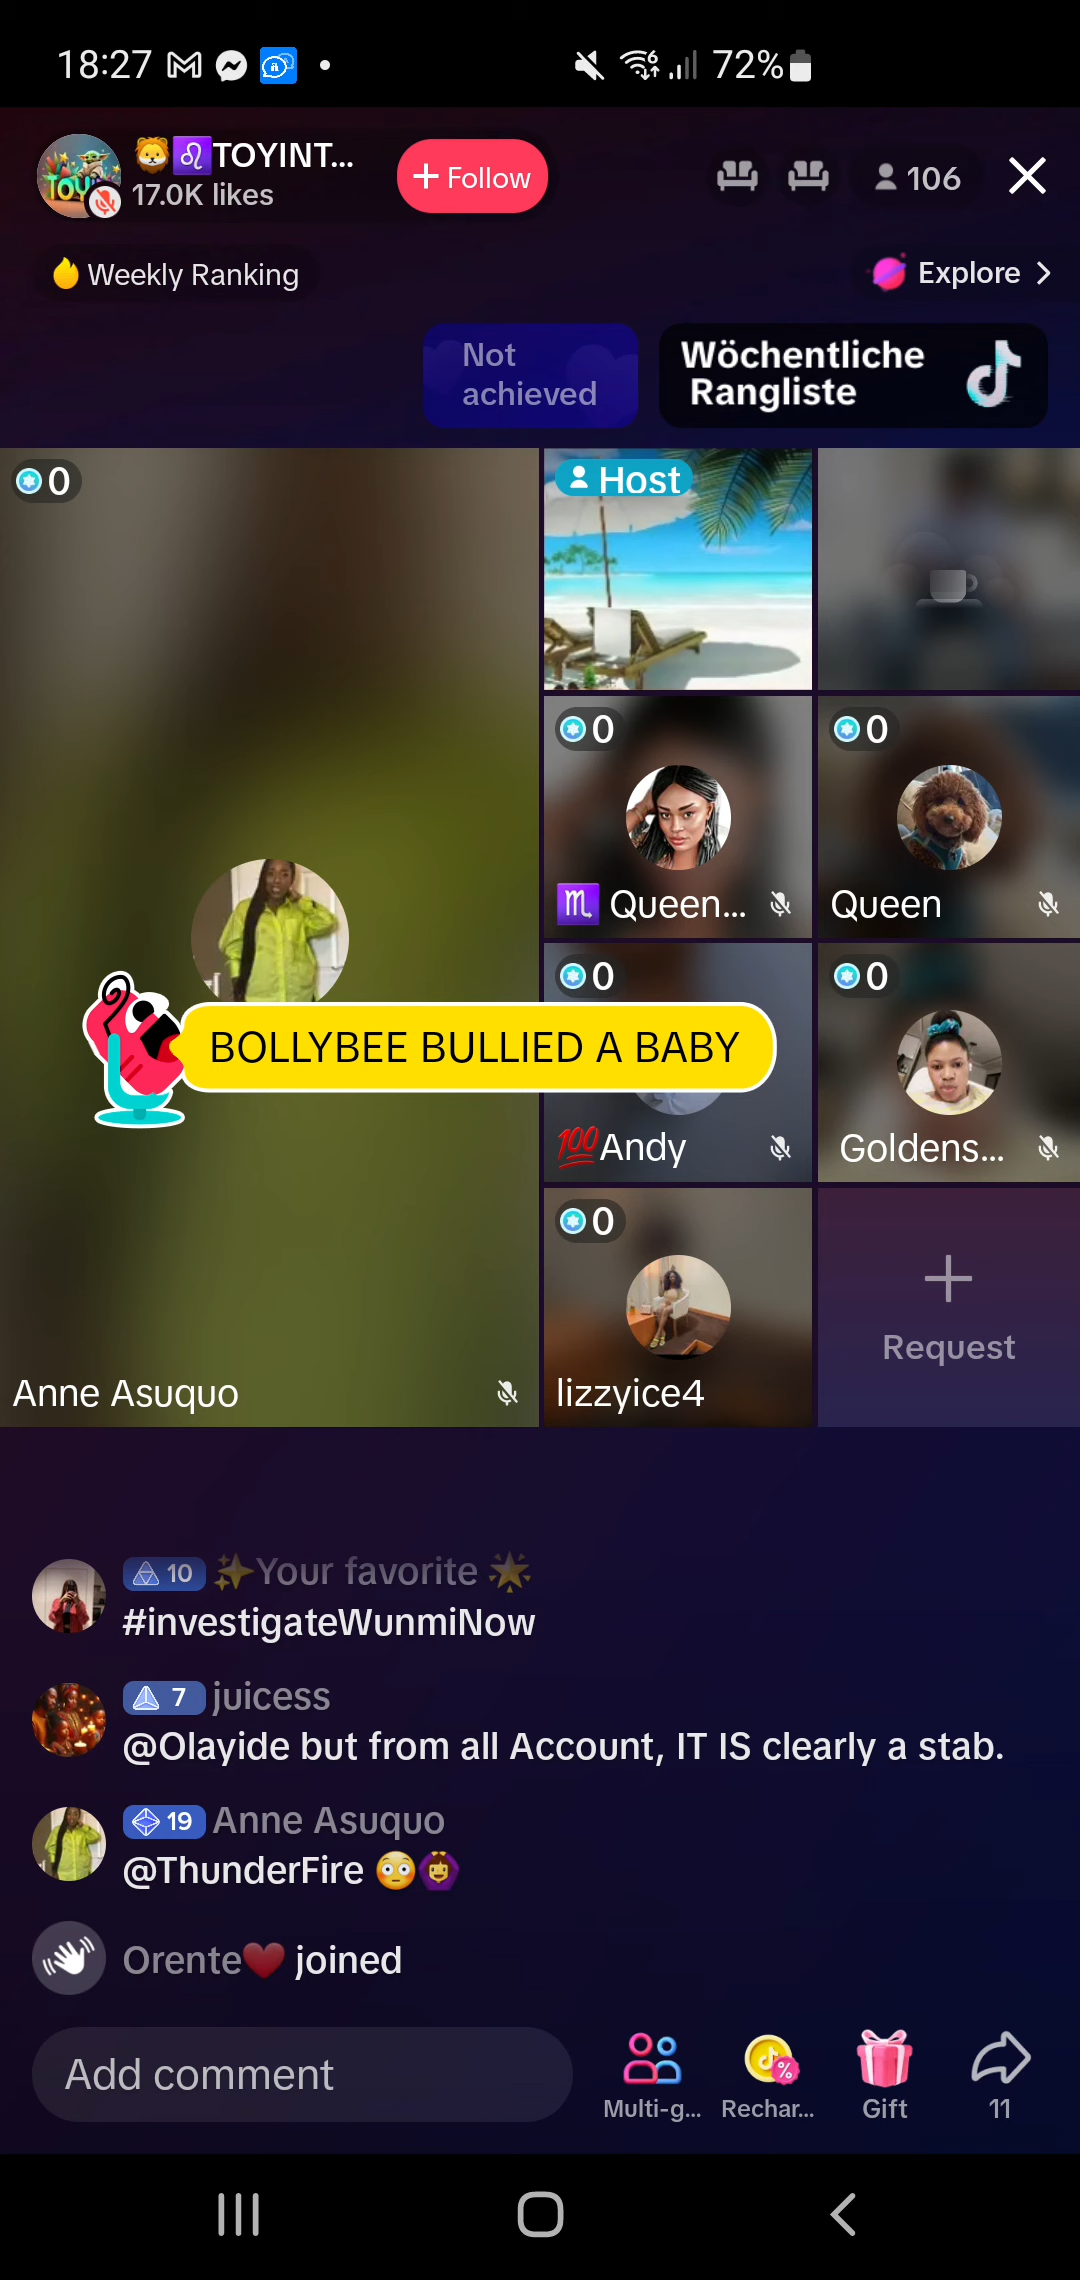 18:27
72%
🦁♌TOYINT...
17.0K likes
+ Follow
106
Weekly Ranking
Explore
Not
achieved
Wöchentliche
Rangliste
0
Host
0
0
♏ Queen...
Queen
0
0
BOLLYBEE BULLIED A BABY
💯Andy
Goldens...
0
Request
Anne Asuquo
lizzyice4
10 ✨Your favorite 🌟
#investigateWunmiNow
7 juicess
@Olayide but from all Account, IT IS clearly a stab.
19 Anne Asuquo
@ThunderFire 😳🙆‍♀️
Orente❤️ joined
Add comment
Multi-g...
Rechar...
Gift
11